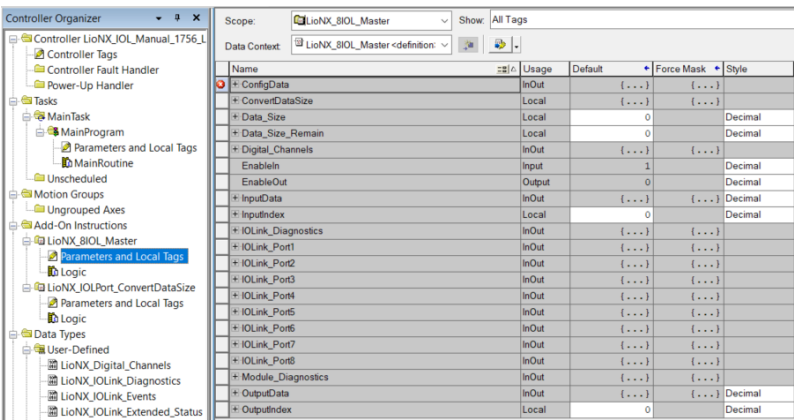 Controller Organizer
Controller LioNX_IOL_Manual_1756_L
Controller Tags
Controller Fault Handler
Power-Up Handler
Tasks
MainTask
MainProgram
Parameters and Local Tags
MainRoutine
Unscheduled
Motion Groups
Ungrouped Axes
Add-On Instructions
LioNX_8IOL_Master
Parameters and Local Tags
Logic
LioNX_IOLPort_ConvertDataSize
Parameters and Local Tags
Logic
Data Types
User-Defined
LioNX_Digital_Channels
LioNX_IOLink_Diagnostics
LioNX_IOLink_Events
LioNX_IOLink_Extended_Status
Scope: LioNX_8IOL_Master Show: All Tags
Data Context: LioNX_8IOL_Master <definition>
Name Usage Default Force Mask Style
+ ConfigData InOut {...} {...}
+ ConvertDataSize Local {...} {...}
+ Data_Size Local 0 Decimal
+ Data_Size_Remain Local 0 Decimal
+ Digital_Channels InOut {...} {...}
EnableIn Input 1 Decimal
EnableOut Output 0 Decimal
+ InputData InOut {...} {...} Decimal
+ InputIndex Local 0 Decimal
+ IOLink_Diagnostics InOut {...} {...}
+ IOLink_Port1 InOut {...} {...}
+ IOLink_Port2 InOut {...} {...}
+ IOLink_Port3 InOut {...} {...}
+ IOLink_Port4 InOut {...} {...}
+ IOLink_Port5 InOut {...} {...}
+ IOLink_Port6 InOut {...} {...}
+ IOLink_Port7 InOut {...} {...}
+ IOLink_Port8 InOut {...} {...}
+ Module_Diagnostics InOut {...} {...}
+ OutputData InOut {...} {...} Decimal
+ OutputIndex Local 0 Decimal